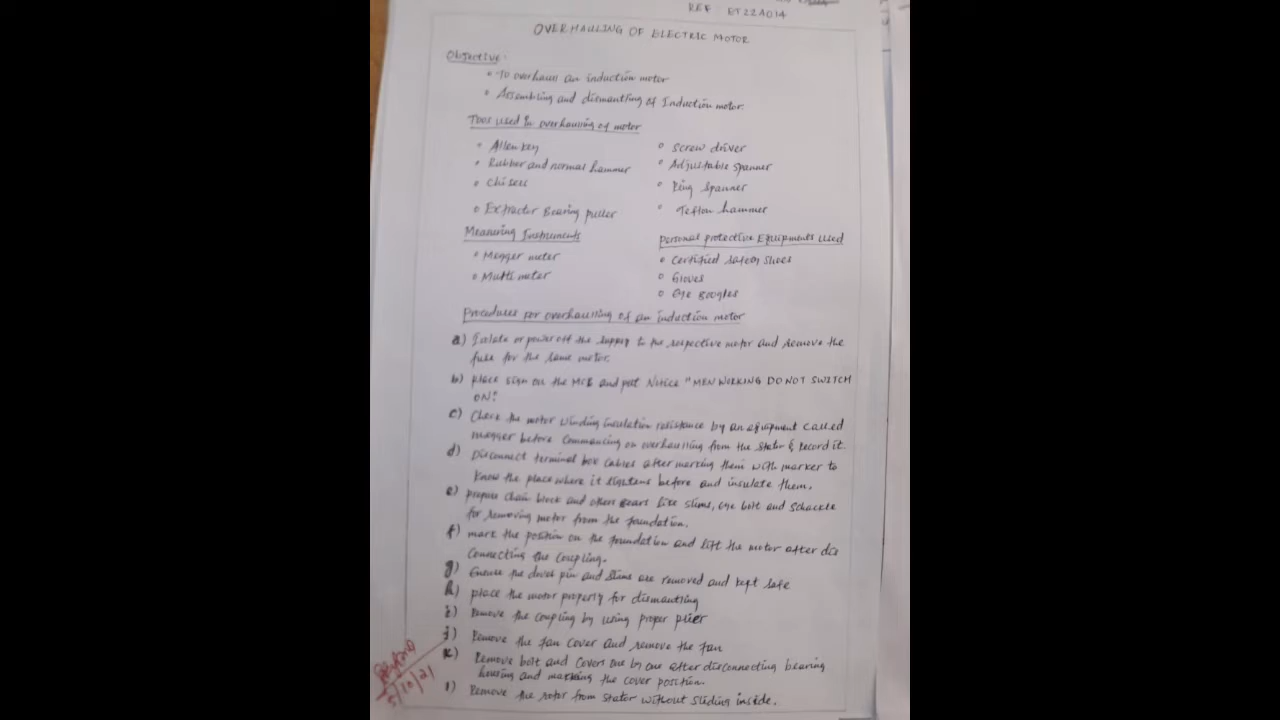 REF ET22A014
OVERHAULING OF ELECTRIC MOTOR
Objective:
To overhaul an induction motor
Assembling and dismantling of Induction motor.
Tools used in overhaulling of motor
Allen key
Rubber and normal hammer
Chisel
Extractor Bearing puller
Screw driver
Adjustable spanner
Ring spanner
Teflon hammer
Measuring Instruments
Megger meter
Multi meter
Personal protective Equipments used
Certified safety shoes
Gloves
Eye googles
Procedures for overhaulling of an induction motor
a) Isolate or power off the supply to the respective motor and remove the
fuse for the same motor.
b) place sign on the MCB and put Notice "MEN WORKING DO NOT SWITCH
ON"
c) Check the motor winding insulation resistance by an equipment called
megger before commancing on overhaulling from the stator & record it.
d) Disconnect terminal box cables after marking them with marker to
know the place where it tightens before and insulate them.
e) prepare chain block and others gears like slims, eye bolt and schackle
for removing motor from the foundation.
f) mark the position on the foundation and lift the motor after dis
connecting the coupling.
g) Ensure the dowel pin and slims are removed and kept safe
h) place the motor property for dismantling
i) remove the coupling by using proper
j) Remove the fan cover and remove the fan
k) Remove bolt and covers one by one after disconnecting bearing
housing and marking the cover position.
l) Remove the rotor from stator without sliding inside.
5/10/21